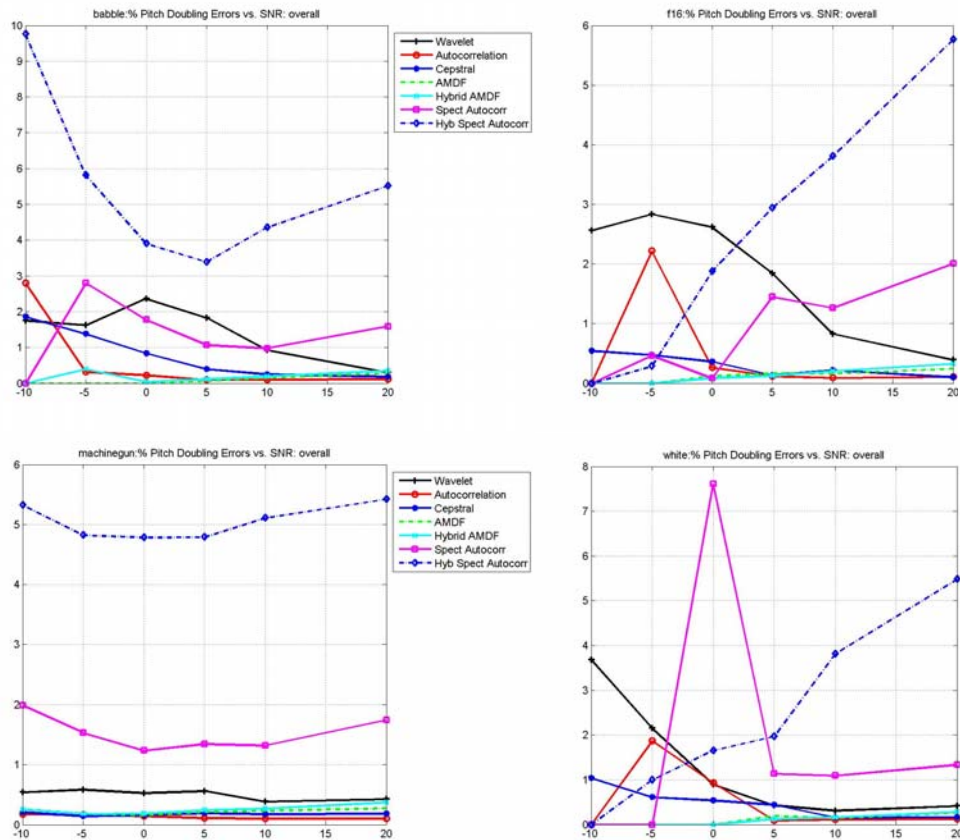 babble:% Pitch Doubling Errors vs. SNR: overall
10
9
8
7
6
5
4
3
2
1
0
-10 -5 0 5 10 15 20
Wavelet
Autocorrelation
Cepstral
AMDF
Hybrid AMDF
Spect Autocorr
Hyb Spect Autocorr
f16:% Pitch Doubling Errors vs. SNR: overall
6
5
4
3
2
1
0
-10 -5 0 5 10 15 20
machinegun:% Pitch Doubling Errors vs. SNR: overall
6
5
4
3
2
1
0
-10 -5 0 5 10 15 20
Wavelet
Autocorrelation
Cepstral
AMDF
Hybrid AMDF
Spect Autocorr
Hyb Spect Autocorr
white:% Pitch Doubling Errors vs. SNR: overall
8
7
6
5
4
3
2
1
0
-10 -5 0 5 10 15 20